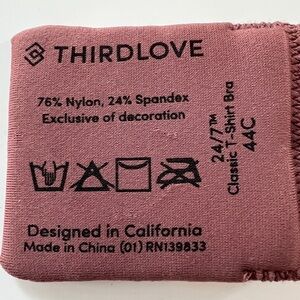 THIRDLOVE
76% Nylon, 24% Spandex
Exclusive of decoration
24/7™
Classic T-Shirt Bra
44C
Designed in California
Made in China (01) RN139833